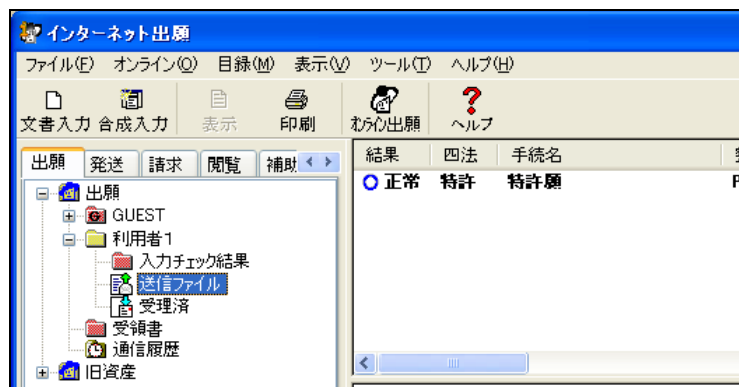 インターネット出願
ファイル(F) オンライン(O) 目録(M) 表示(V) ツール(T) ヘルプ(H)
文書入力 合成入力 表示 印刷 オンライン出願 ヘルプ
出願 発送 請求 閲覧 補助
結果 四法 手続名
正常 特許 特許願
出願
GUEST
利用者1
入力チェック結果
送信ファイル
受理済
受領書
通信履歴
旧資産